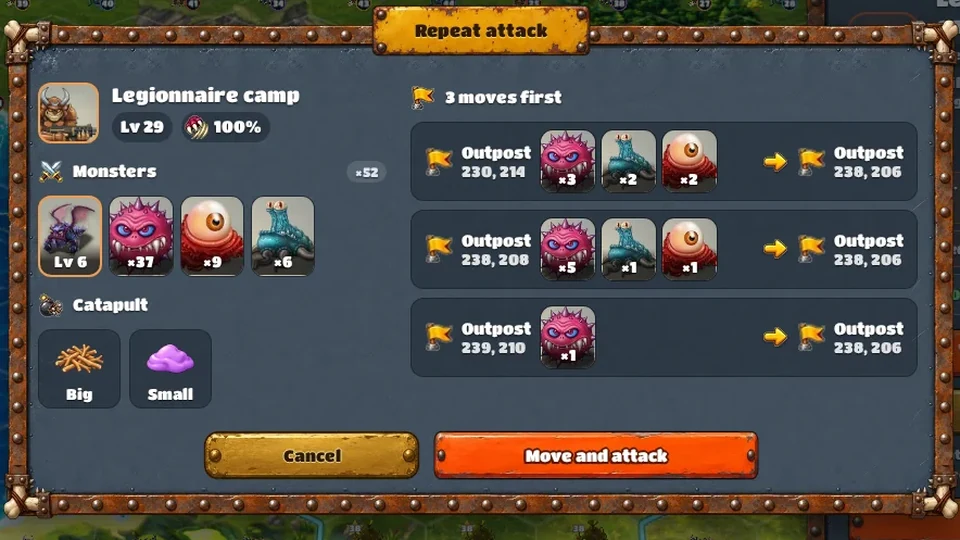 Repeat attack
Legionnaire camp
Lv 29
100%
Monsters
×52
Lv 6
×37
×9
×6
Catapult
Big
Small
3 moves first
Outpost
230, 214
×3
×2
×2
Outpost
238, 206
Outpost
238, 208
×5
×1
×1
Outpost
238, 206
Outpost
239, 210
×1
Outpost
238, 206
Cancel
Move and attack